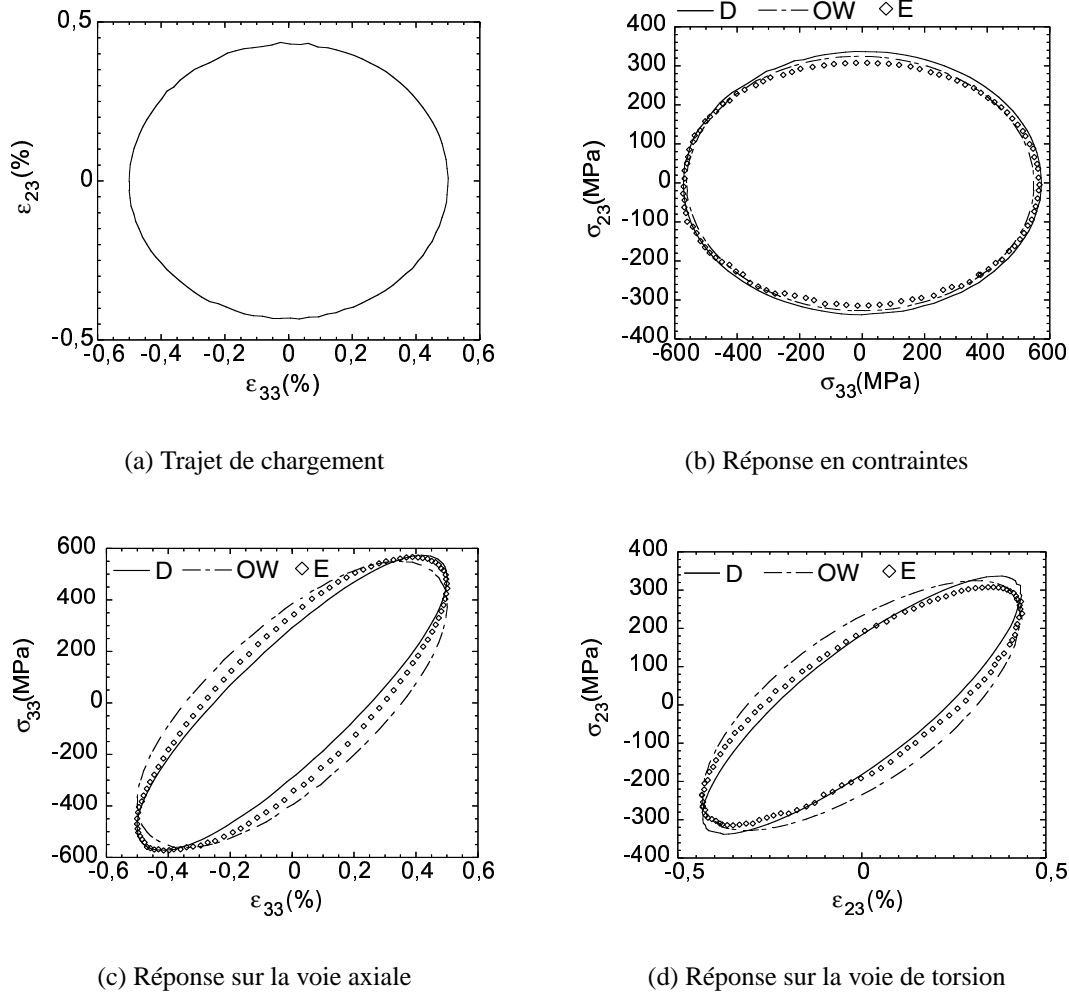 0,5
0
-0,5
ε23(%)
-0,6 -0,4 -0,2 0 0,2 0,4 0,6
ε33(%)
(a) Trajet de chargement
D OW E
400
300
200
100
0
-100
-200
-300
-400
σ23(MPa)
-600 -400 -200 0 200 400 600
σ33(MPa)
(b) Réponse en contraintes
D OW E
600
400
200
0
-200
-400
-600
σ33(MPa)
-0,6 -0,4 -0,2 0 0,2 0,4 0,6
ε33(%)
(c) Réponse sur la voie axiale
D OW E
400
300
200
100
0
-100
-200
-300
-400
σ23(MPa)
-0,5 0 0,5
ε23(%)
(d) Réponse sur la voie de torsion